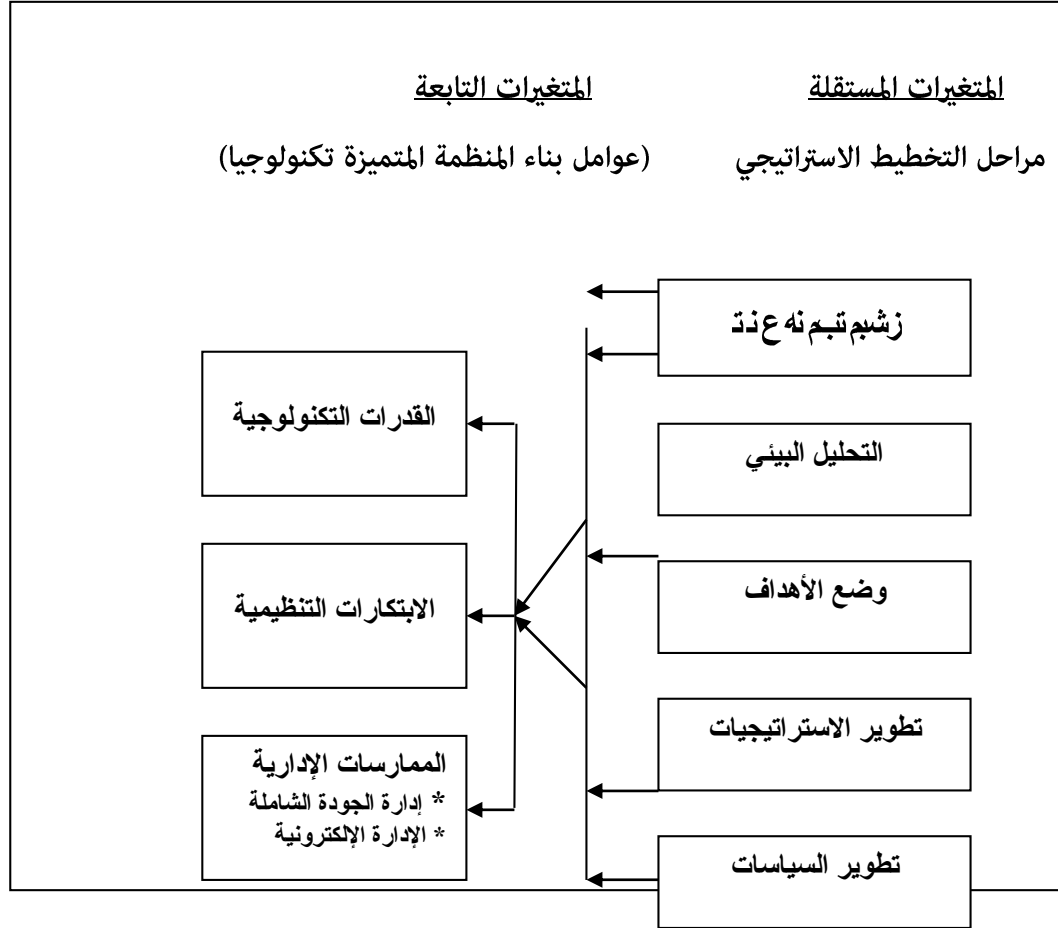 المتغيرات المستقلة
المتغيرات التابعة
مراحل التخطيط الاستراتيجي
(عوامل بناء المنظمة المتميزة تكنولوجيا)
التحليل البيئي
وضع الأهداف
تطوير الاستراتيجيات
تطوير السياسات
القدرات التكنولوجية
الابتكارات التنظيمية
الممارسات الإدارية
* إدارة الجودة الشاملة
* الإدارة الإلكترونية